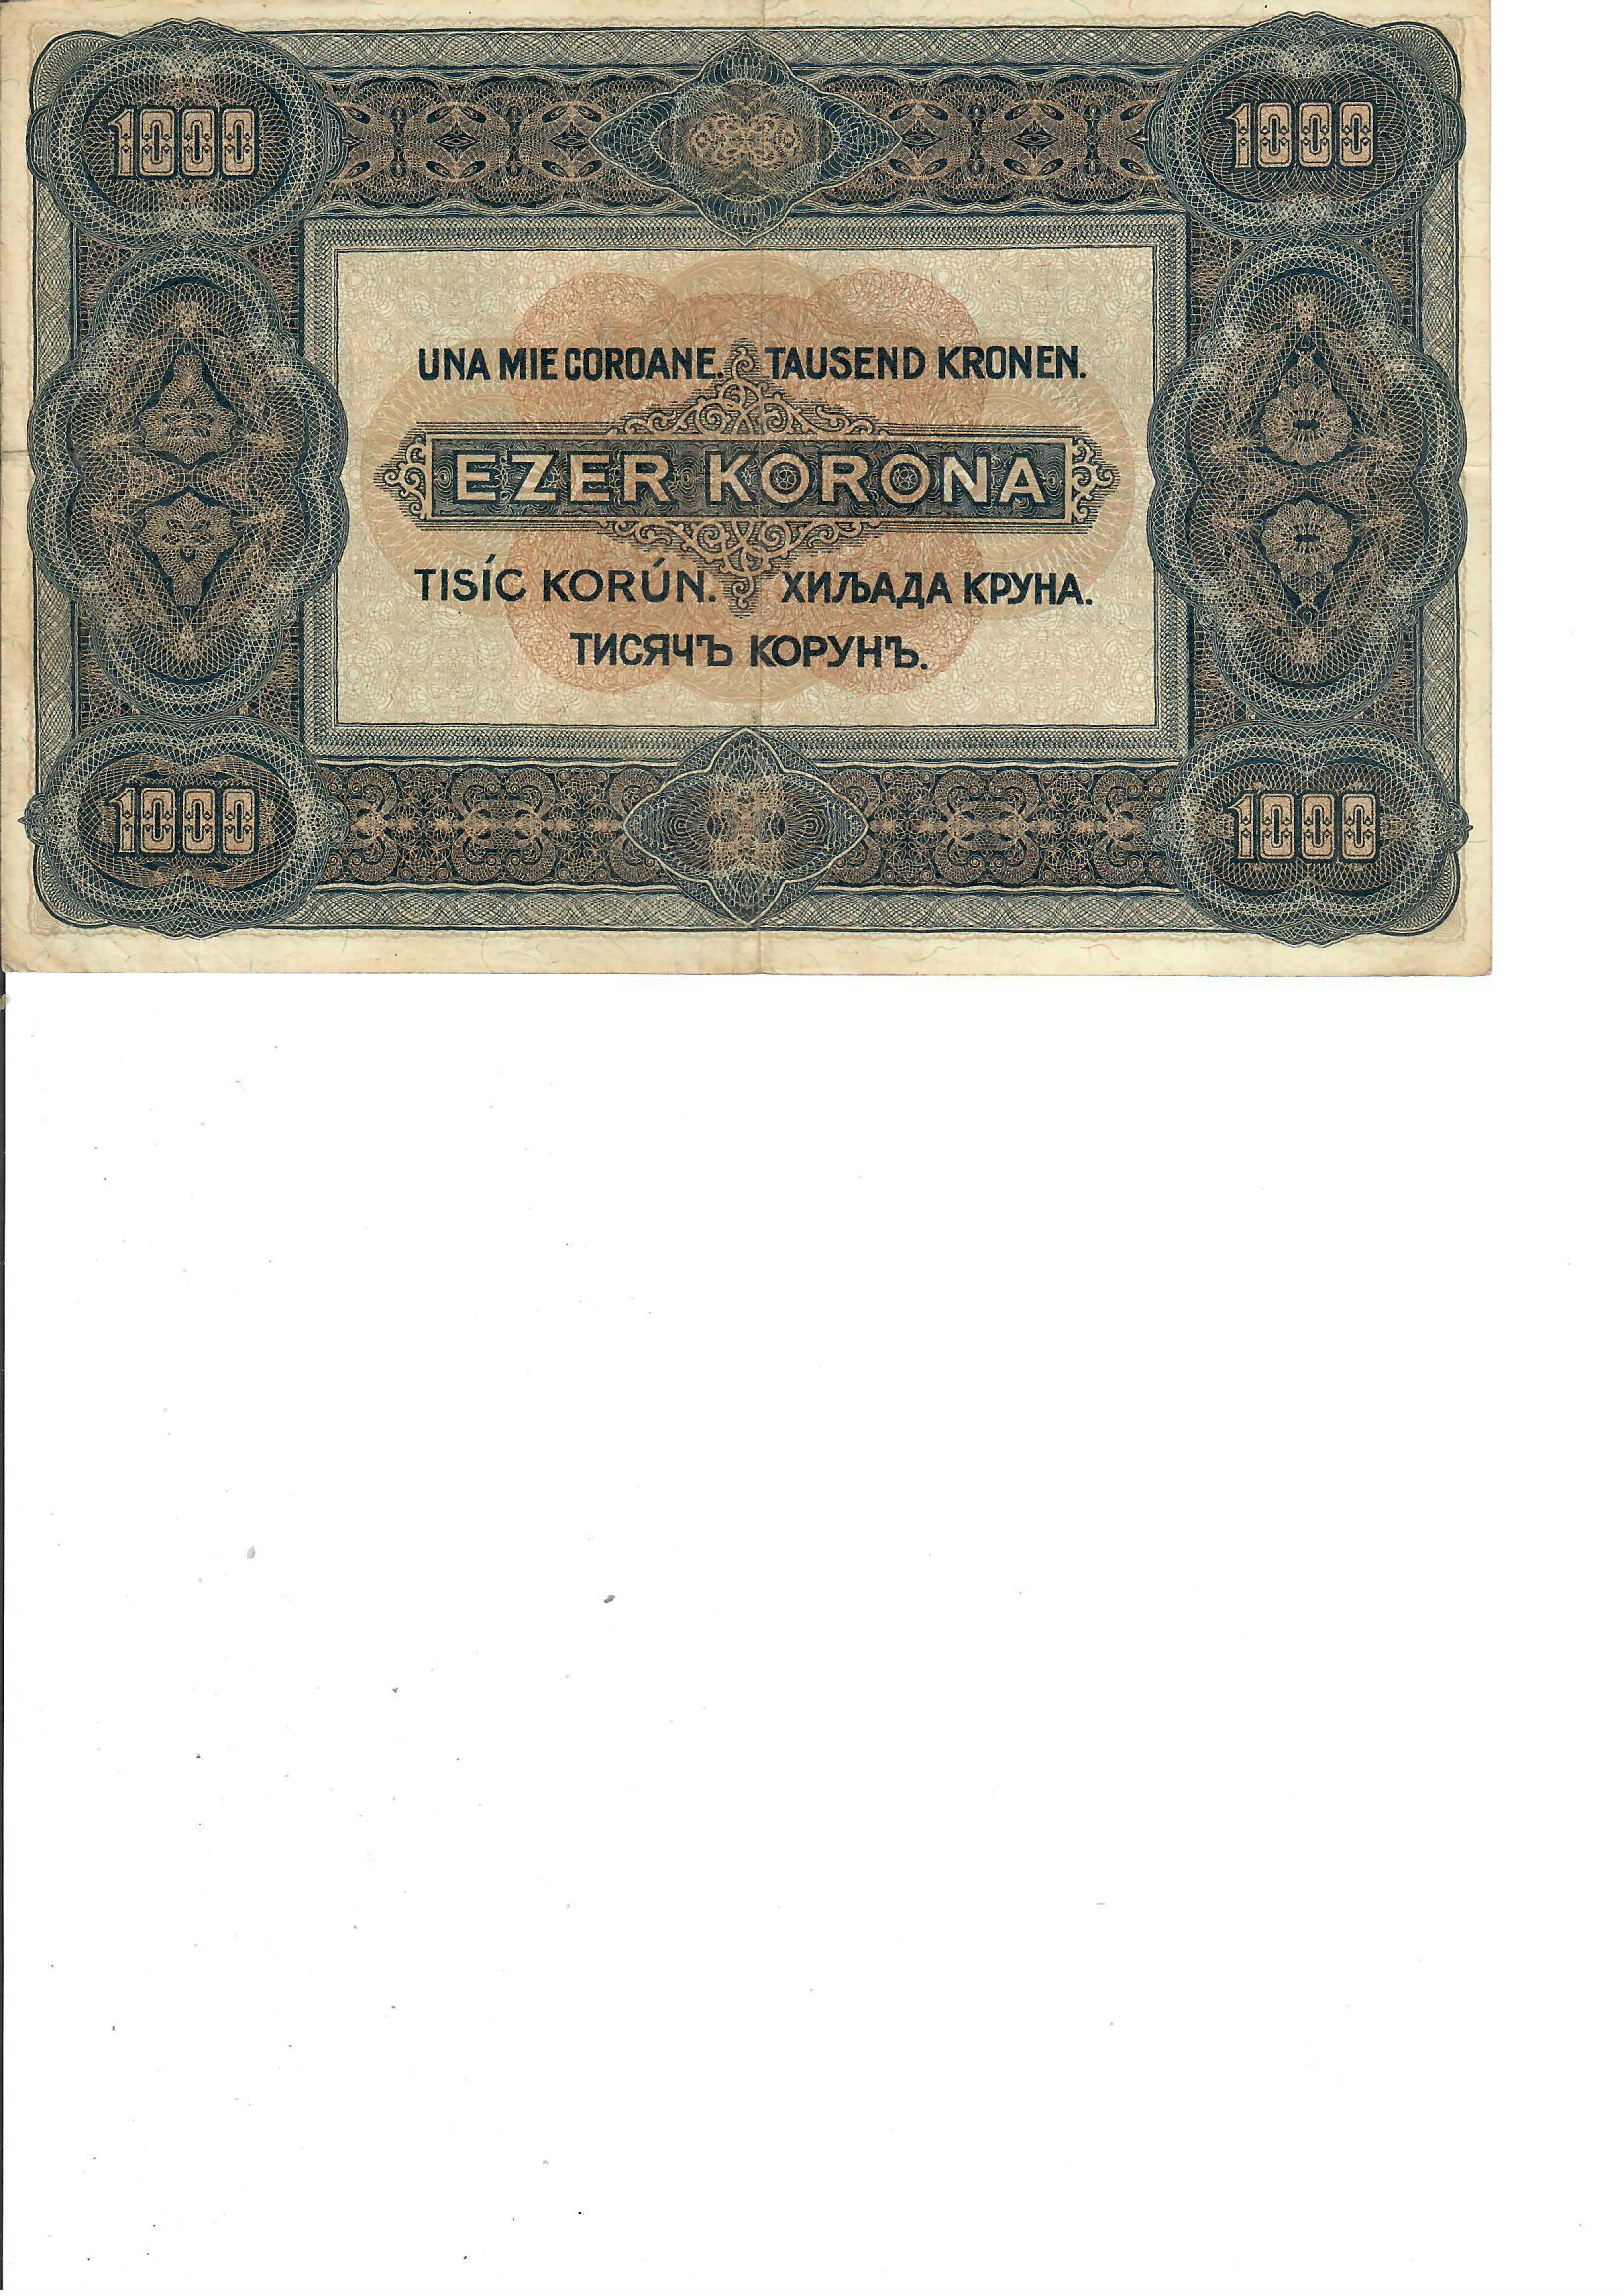 1000 1000
UNA MIE COROANE. TAUSEND KRONEN.
EZER KORONA
TISÍC KORÚN. ХИЉАДА КРУНА.
ТИСЯЧЪ КОРУНЪ.
1000 1000